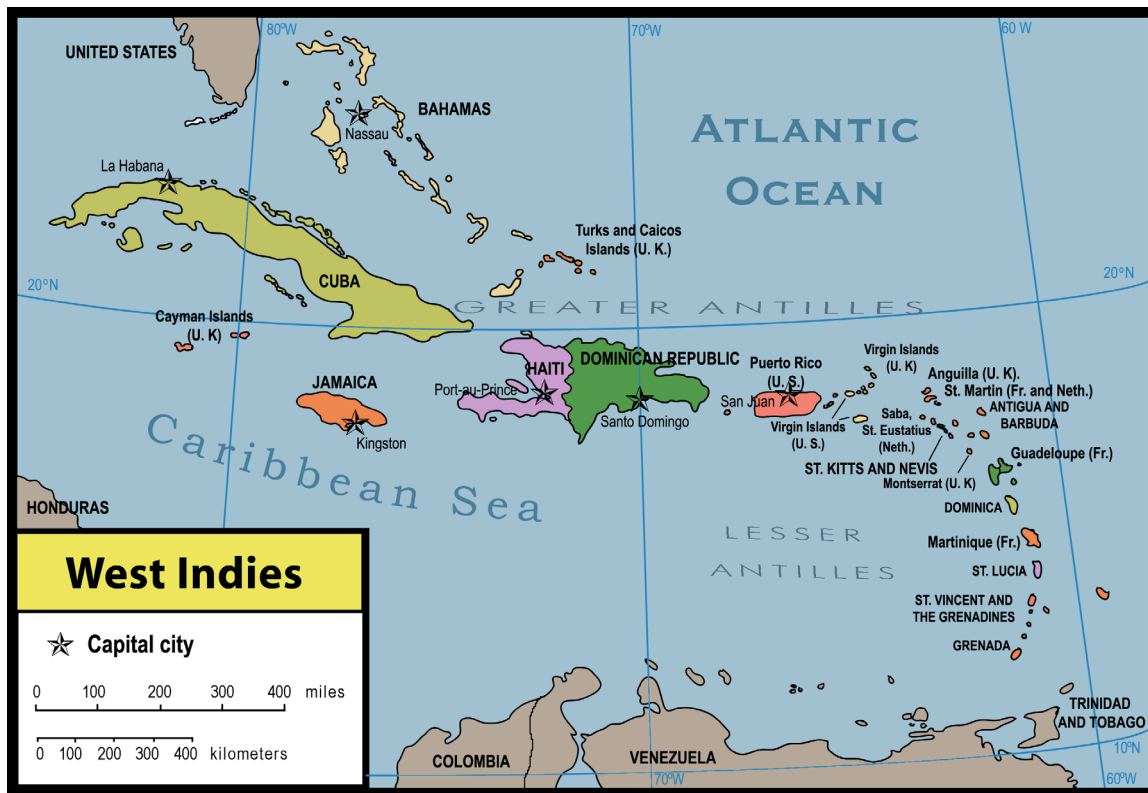 80°W
70°W
60 W
UNITED STATES
BAHAMAS
Nassau
ATLANTIC
OCEAN
La Habana
Turks and Caicos
Islands (U. K.)
20°N
20°N
CUBA
GREATER ANTILLES
Cayman Islands
(U. K)
HAITI
DOMINICAN REPUBLIC
Puerto Rico
(U. S.)
Virgin Islands
(U. K)
Anguilla (U. K).
St. Martin (Fr. and Neth.)
JAMAICA
Port-au-Prince
San Juan
Santo Domingo
Kingston
Virgin Islands
(U. S.)
Saba,
St. Eustatius
(Neth.)
ANTIGUA AND
BARBUDA
ST. KITTS AND NEVIS
Montserrat (U. K)
Guadeloupe (Fr.)
Caribbean Sea
HONDURAS
DOMINICA
LESSER
ANTILLES
Martinique (Fr.)
ST. LUCIA
ST. VINCENT AND
THE GRENADINES
GRENADA
West Indies
Capital city
0 100 200 300 400 miles
0 100 200 300 400 kilometers
TRINIDAD
AND TOBAGO
COLOMBIA
VENEZUELA
10°N
70°W
60°W